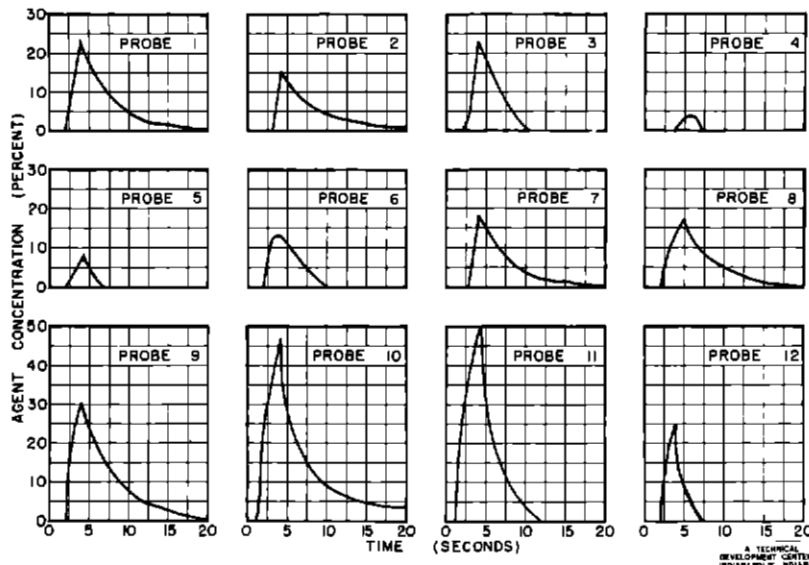 AGENT CONCENTRATION (PERCENT)
30
20
10
0
PROBE 1
PROBE 2
PROBE 3
PROBE 4
30
20
10
0
PROBE 5
PROBE 6
PROBE 7
PROBE 8
50
40
30
20
10
0
PROBE 9
PROBE 10
PROBE 11
PROBE 12
0 5 10 15 20
0 5 10 15 20
0 5 10 15 20
0 5 10 15 20
TIME (SECONDS)
A TECHNICAL
DEVELOPMENT CENTER